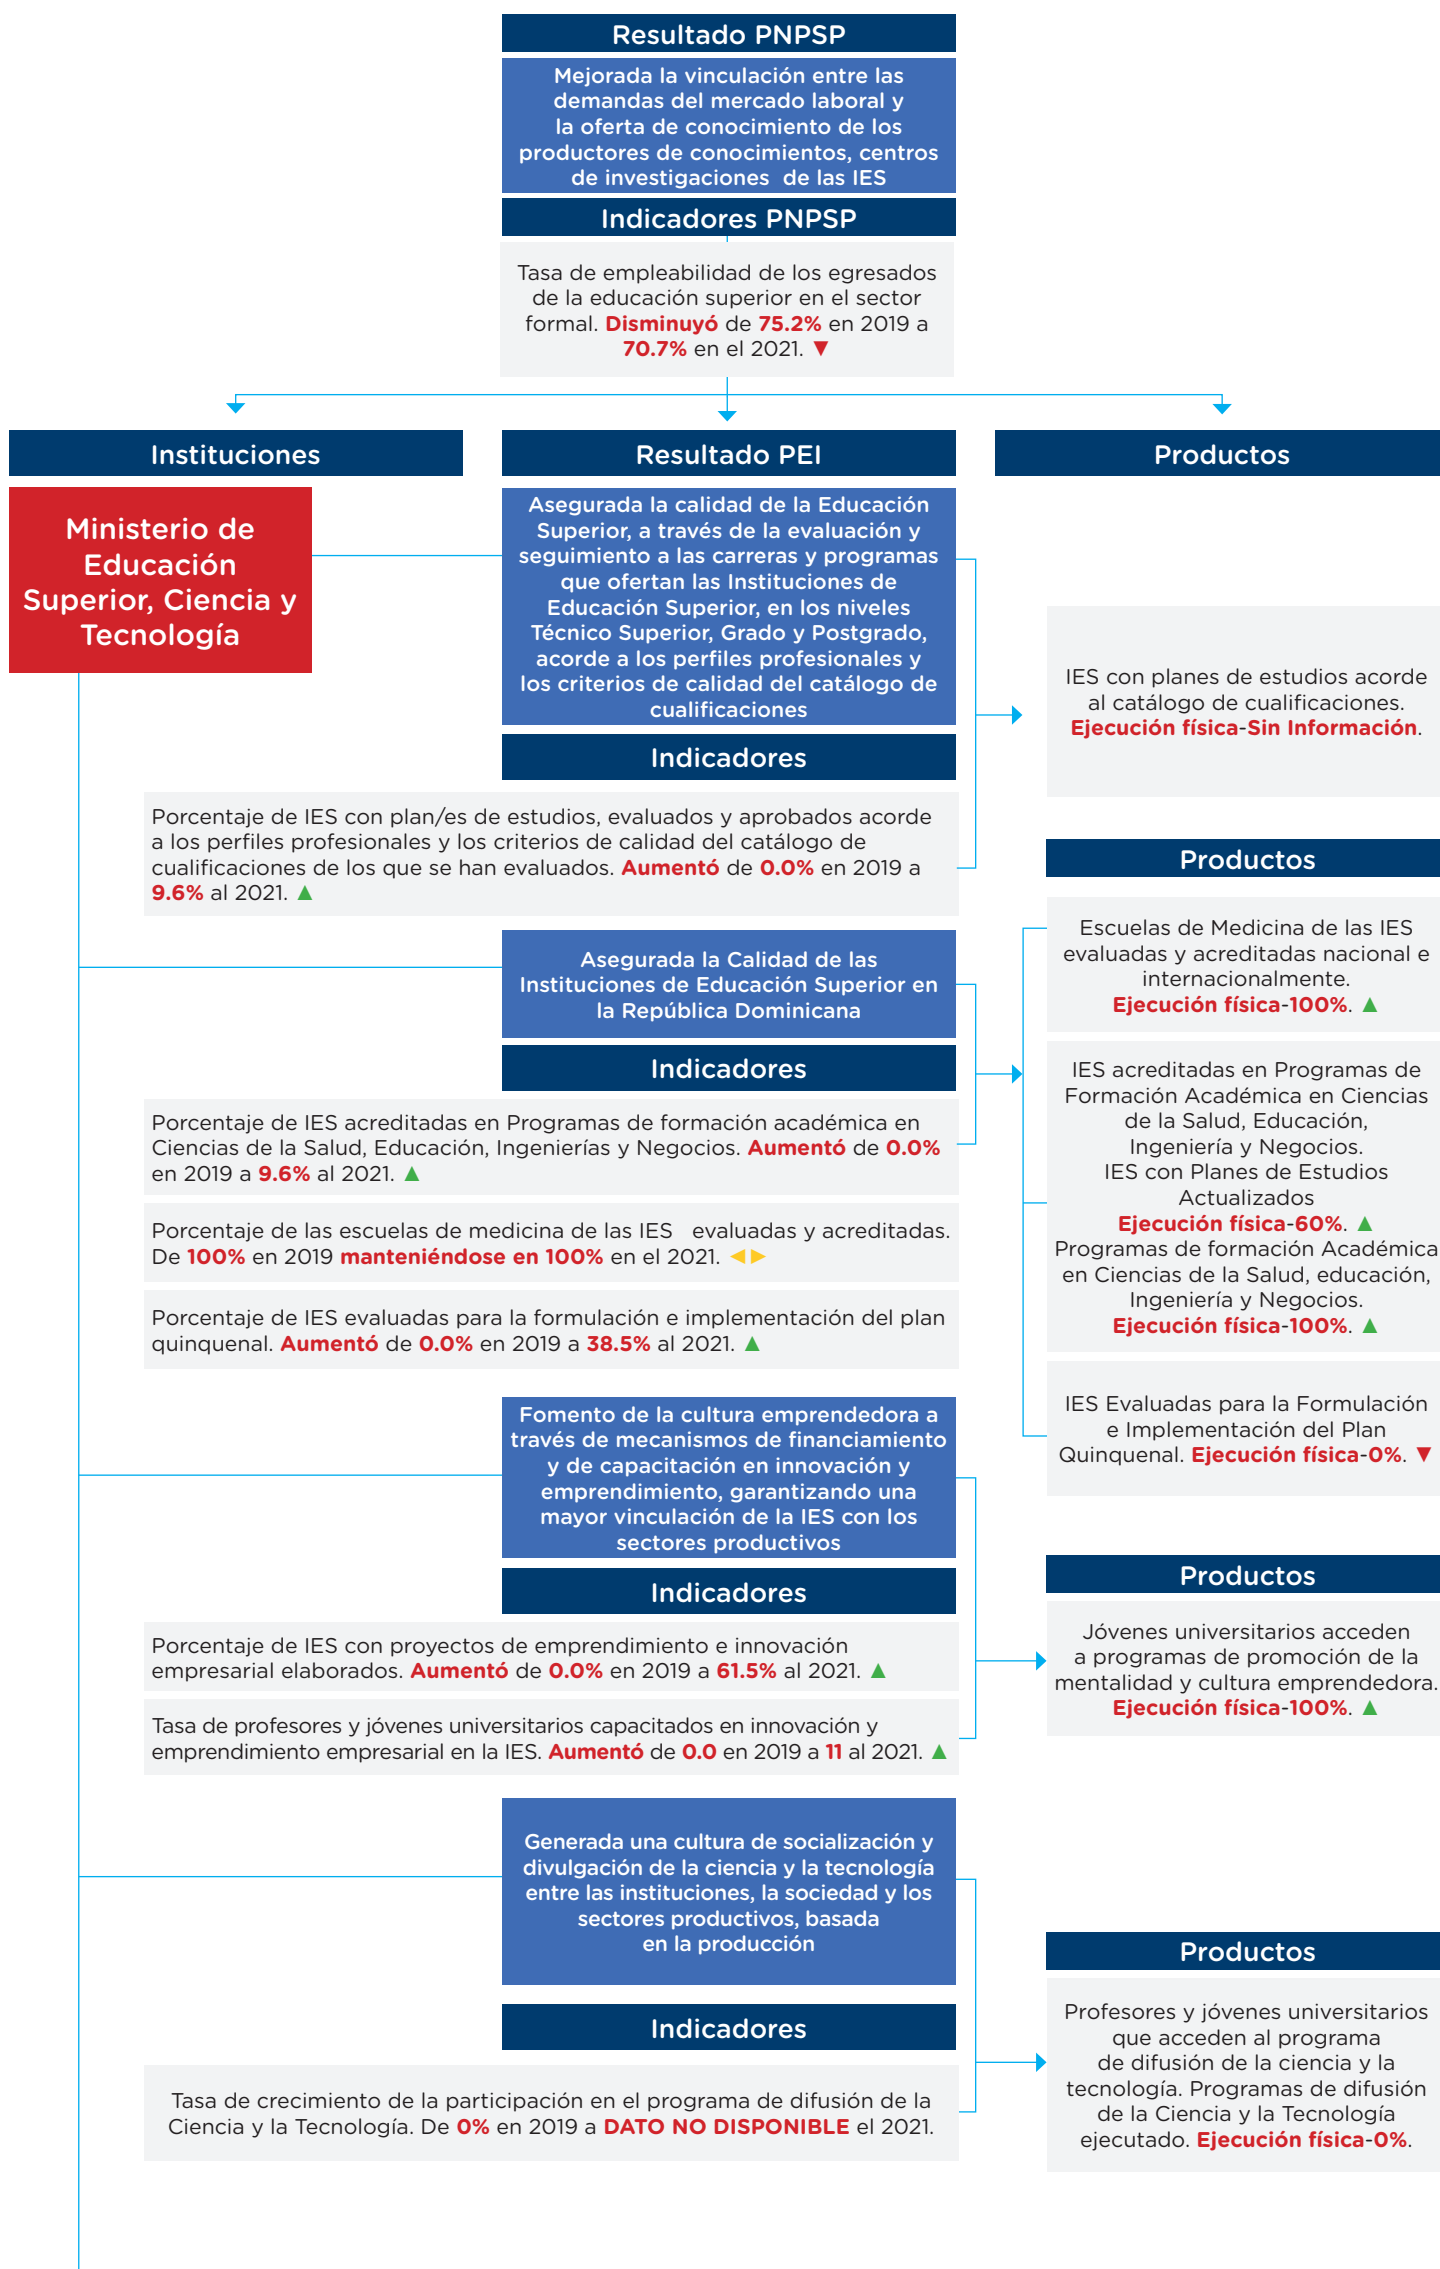 Resultado PNPSP
Mejorada la vinculación entre las
demandas del mercado laboral y
la oferta de conocimiento de los
productores de conocimientos, centros
de investigaciones de las IES
Indicadores PNPSP
Tasa de empleabilidad de los egresados
de la educación superior en el sector
formal. Disminuyó de 75.2% en 2019 a
70.7% en el 2021. ▼
Instituciones
Resultado PEI
Productos
Ministerio de
Educación
Superior, Ciencia y
Tecnología
Asegurada la calidad de la Educación
Superior, a través de la evaluación y
seguimiento a las carreras y programas
que ofertan las Instituciones de
Educación Superior, en los niveles
Técnico Superior, Grado y Postgrado,
acorde a los perfiles profesionales y
los criterios de calidad del catálogo de
cualificaciones
Indicadores
Porcentaje de IES con plan/es de estudios, evaluados y aprobados acorde
a los perfiles profesionales y los criterios de calidad del catálogo de
cualificaciones de los que se han evaluados. Aumentó de 0.0% en 2019 a
9.6% al 2021. ▲
IES con planes de estudios acorde
al catálogo de cualificaciones.
Ejecución física-Sin Información.
Asegurada la Calidad de las
Instituciones de Educación Superior en
la República Dominicana
Indicadores
Porcentaje de IES acreditadas en Programas de formación académica en
Ciencias de la Salud, Educación, Ingenierías y Negocios. Aumentó de 0.0%
en 2019 a 9.6% al 2021. ▲
Porcentaje de las escuelas de medicina de las IES evaluadas y acreditadas.
De 100% en 2019 manteniéndose en 100% en el 2021. ◀▶
Porcentaje de IES evaluadas para la formulación e implementación del plan
quinquenal. Aumentó de 0.0% en 2019 a 38.5% al 2021. ▲
Productos
Escuelas de Medicina de las IES
evaluadas y acreditadas nacional e
internacionalmente.
Ejecución física-100%. ▲
IES acreditadas en Programas de
Formación Académica en Ciencias
de la Salud, Educación,
Ingeniería y Negocios.
IES con Planes de Estudios
Actualizados
Ejecución física-60%. ▲
Programas de formación Académica
en Ciencias de la Salud, educación,
Ingeniería y Negocios.
Ejecución física-100%. ▲
IES Evaluadas para la Formulación
e Implementación del Plan
Quinquenal. Ejecución física-0%. ▼
Fomento de la cultura emprendedora a
través de mecanismos de financiamiento
y de capacitación en innovación y
emprendimiento, garantizando una
mayor vinculación de la IES con los
sectores productivos
Indicadores
Porcentaje de IES con proyectos de emprendimiento e innovación
empresarial elaborados. Aumentó de 0.0% en 2019 a 61.5% al 2021. ▲
Tasa de profesores y jóvenes universitarios capacitados en innovación y
emprendimiento empresarial en la IES. Aumentó de 0.0 en 2019 a 11 al 2021. ▲
Productos
Jóvenes universitarios acceden
a programas de promoción de la
mentalidad y cultura emprendedora.
Ejecución física-100%. ▲
Generada una cultura de socialización y
divulgación de la ciencia y la tecnología
entre las instituciones, la sociedad y los
sectores productivos, basada
en la producción
Indicadores
Tasa de crecimiento de la participación en el programa de difusión de la
Ciencia y la Tecnología. De 0% en 2019 a DATO NO DISPONIBLE el 2021.
Productos
Profesores y jóvenes universitarios
que acceden al programa
de difusión de la ciencia y la
tecnología. Programas de difusión
de la Ciencia y la Tecnología
ejecutado. Ejecución física-0%.